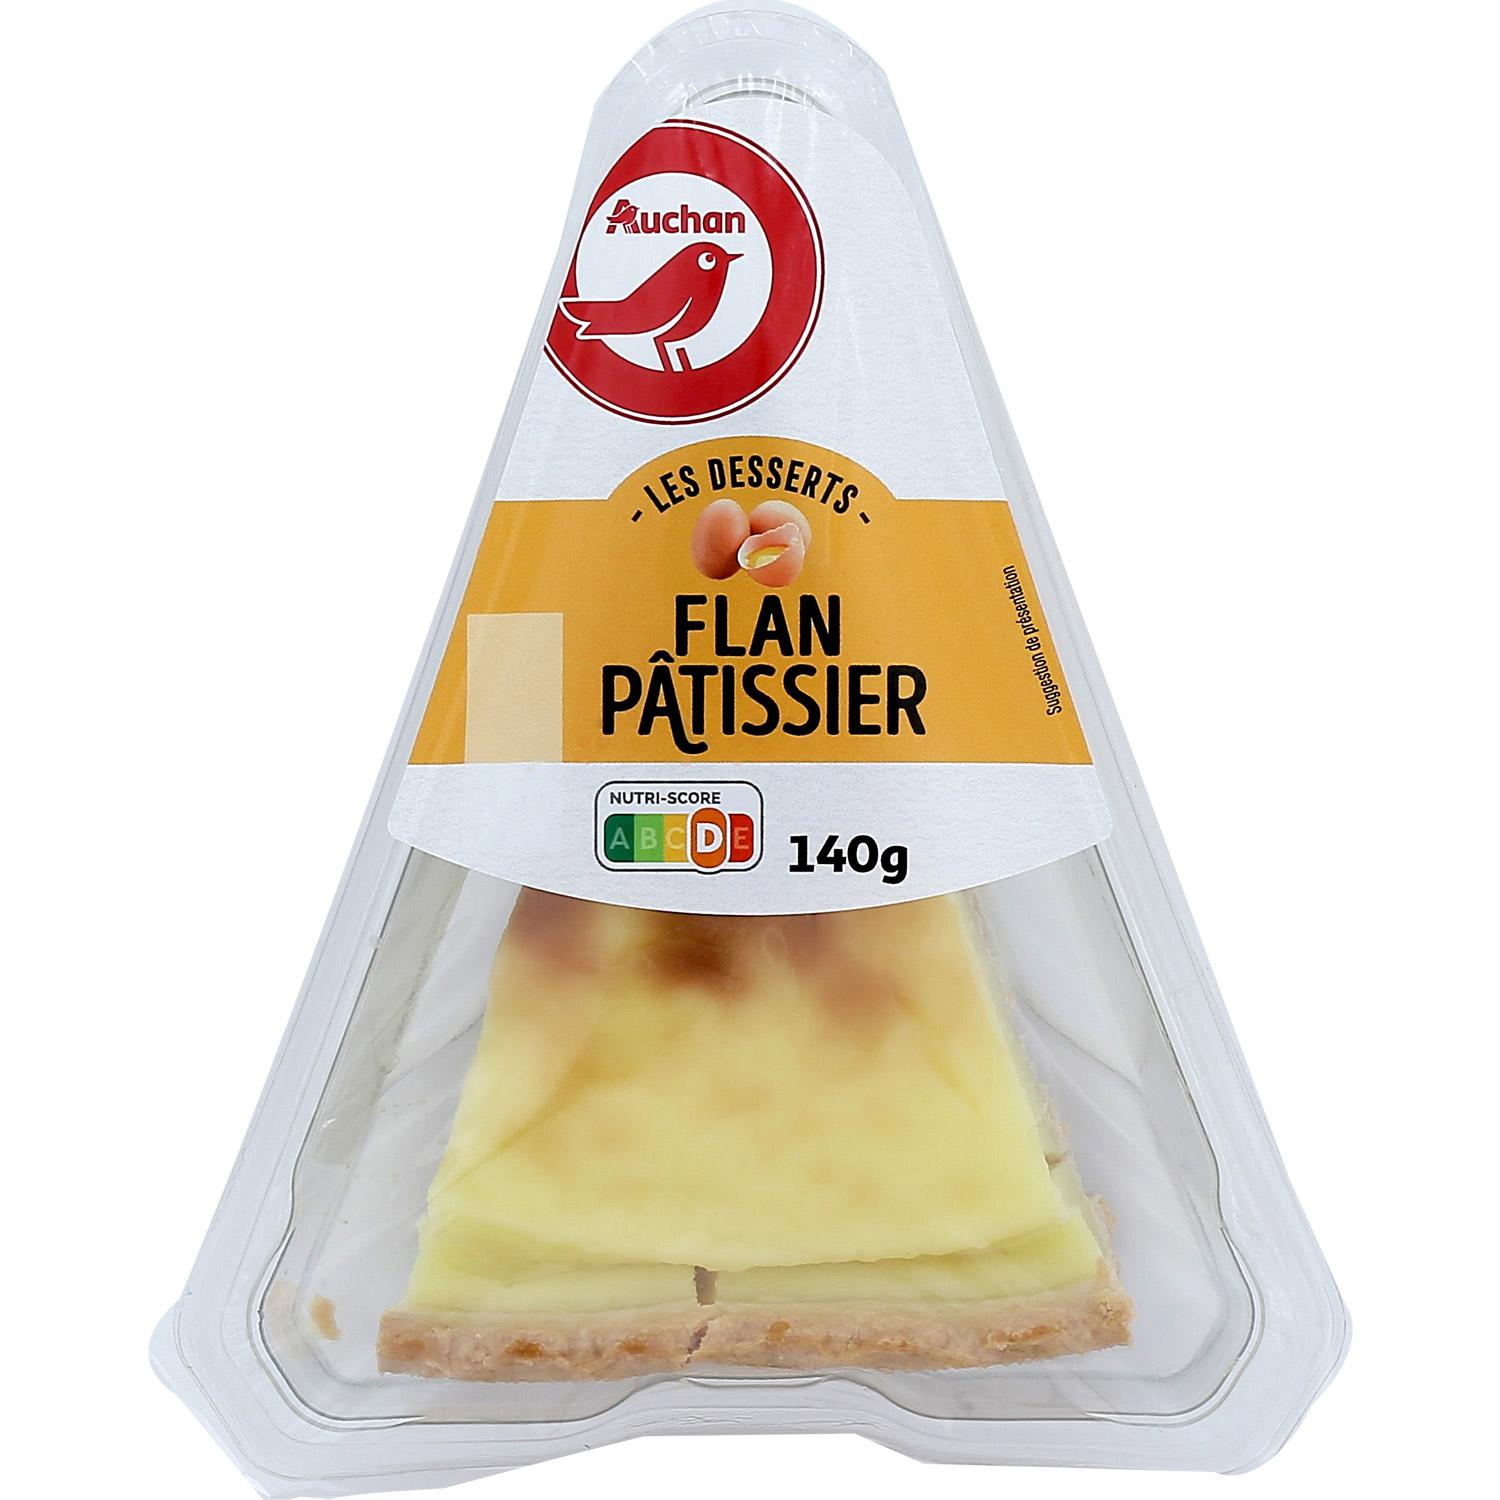 Auchan
- LES DESSERTS -
FLAN
PÂTISSIER
Suggestion de présentation
NUTRI-SCORE
A B C D E
140g